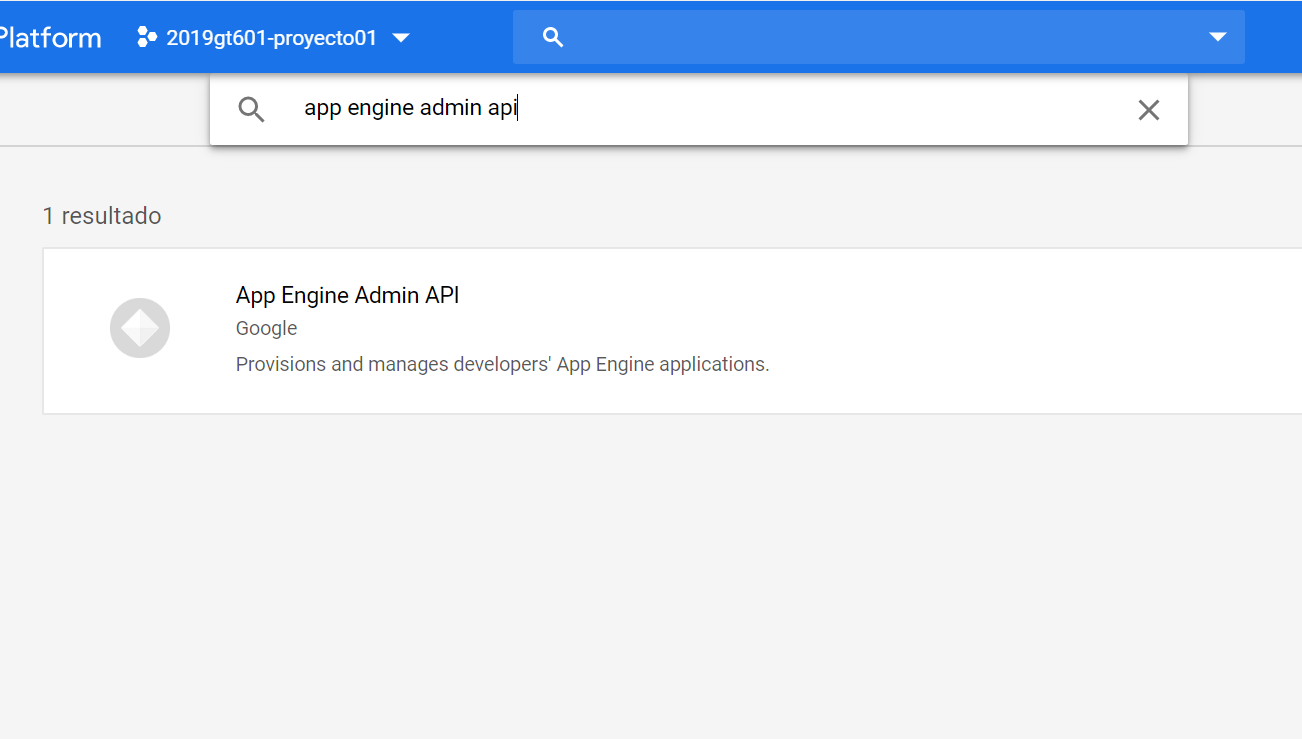 Platform
2019gt601-proyecto01
app engine admin api
1 resultado
App Engine Admin API
Google
Provisions and manages developers' App Engine applications.